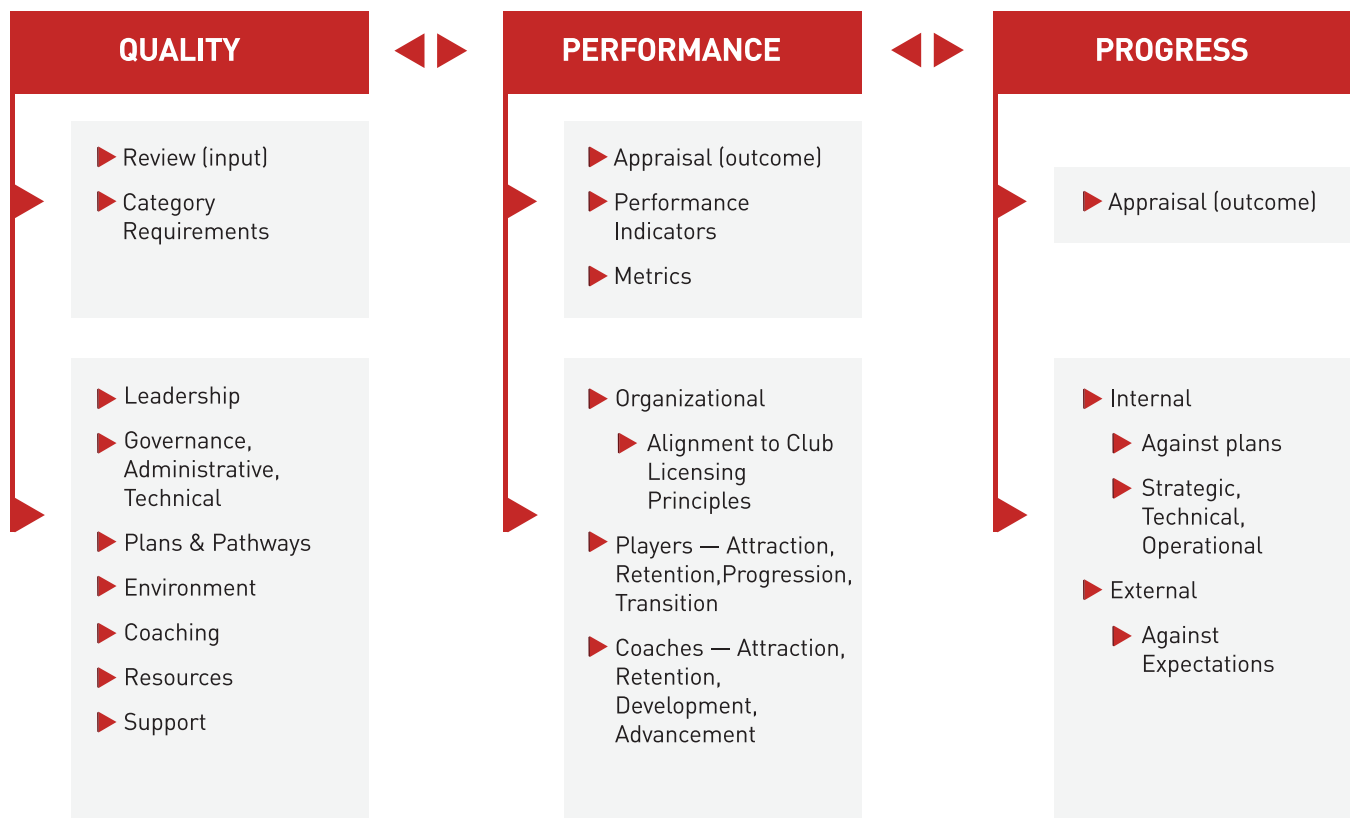 QUALITY
Review (input)
Category
Requirements
Leadership
Governance,
Administrative,
Technical
Plans & Pathways
Environment
Coaching
Resources
Support
PERFORMANCE
Appraisal (outcome)
Performance
Indicators
Metrics
Organizational
Alignment to Club
Licensing
Principles
Players — Attraction,
Retention,Progression,
Transition
Coaches — Attraction,
Retention,
Development,
Advancement
PROGRESS
Appraisal (outcome)
Internal
Against plans
Strategic,
Technical,
Operational
External
Against
Expectations